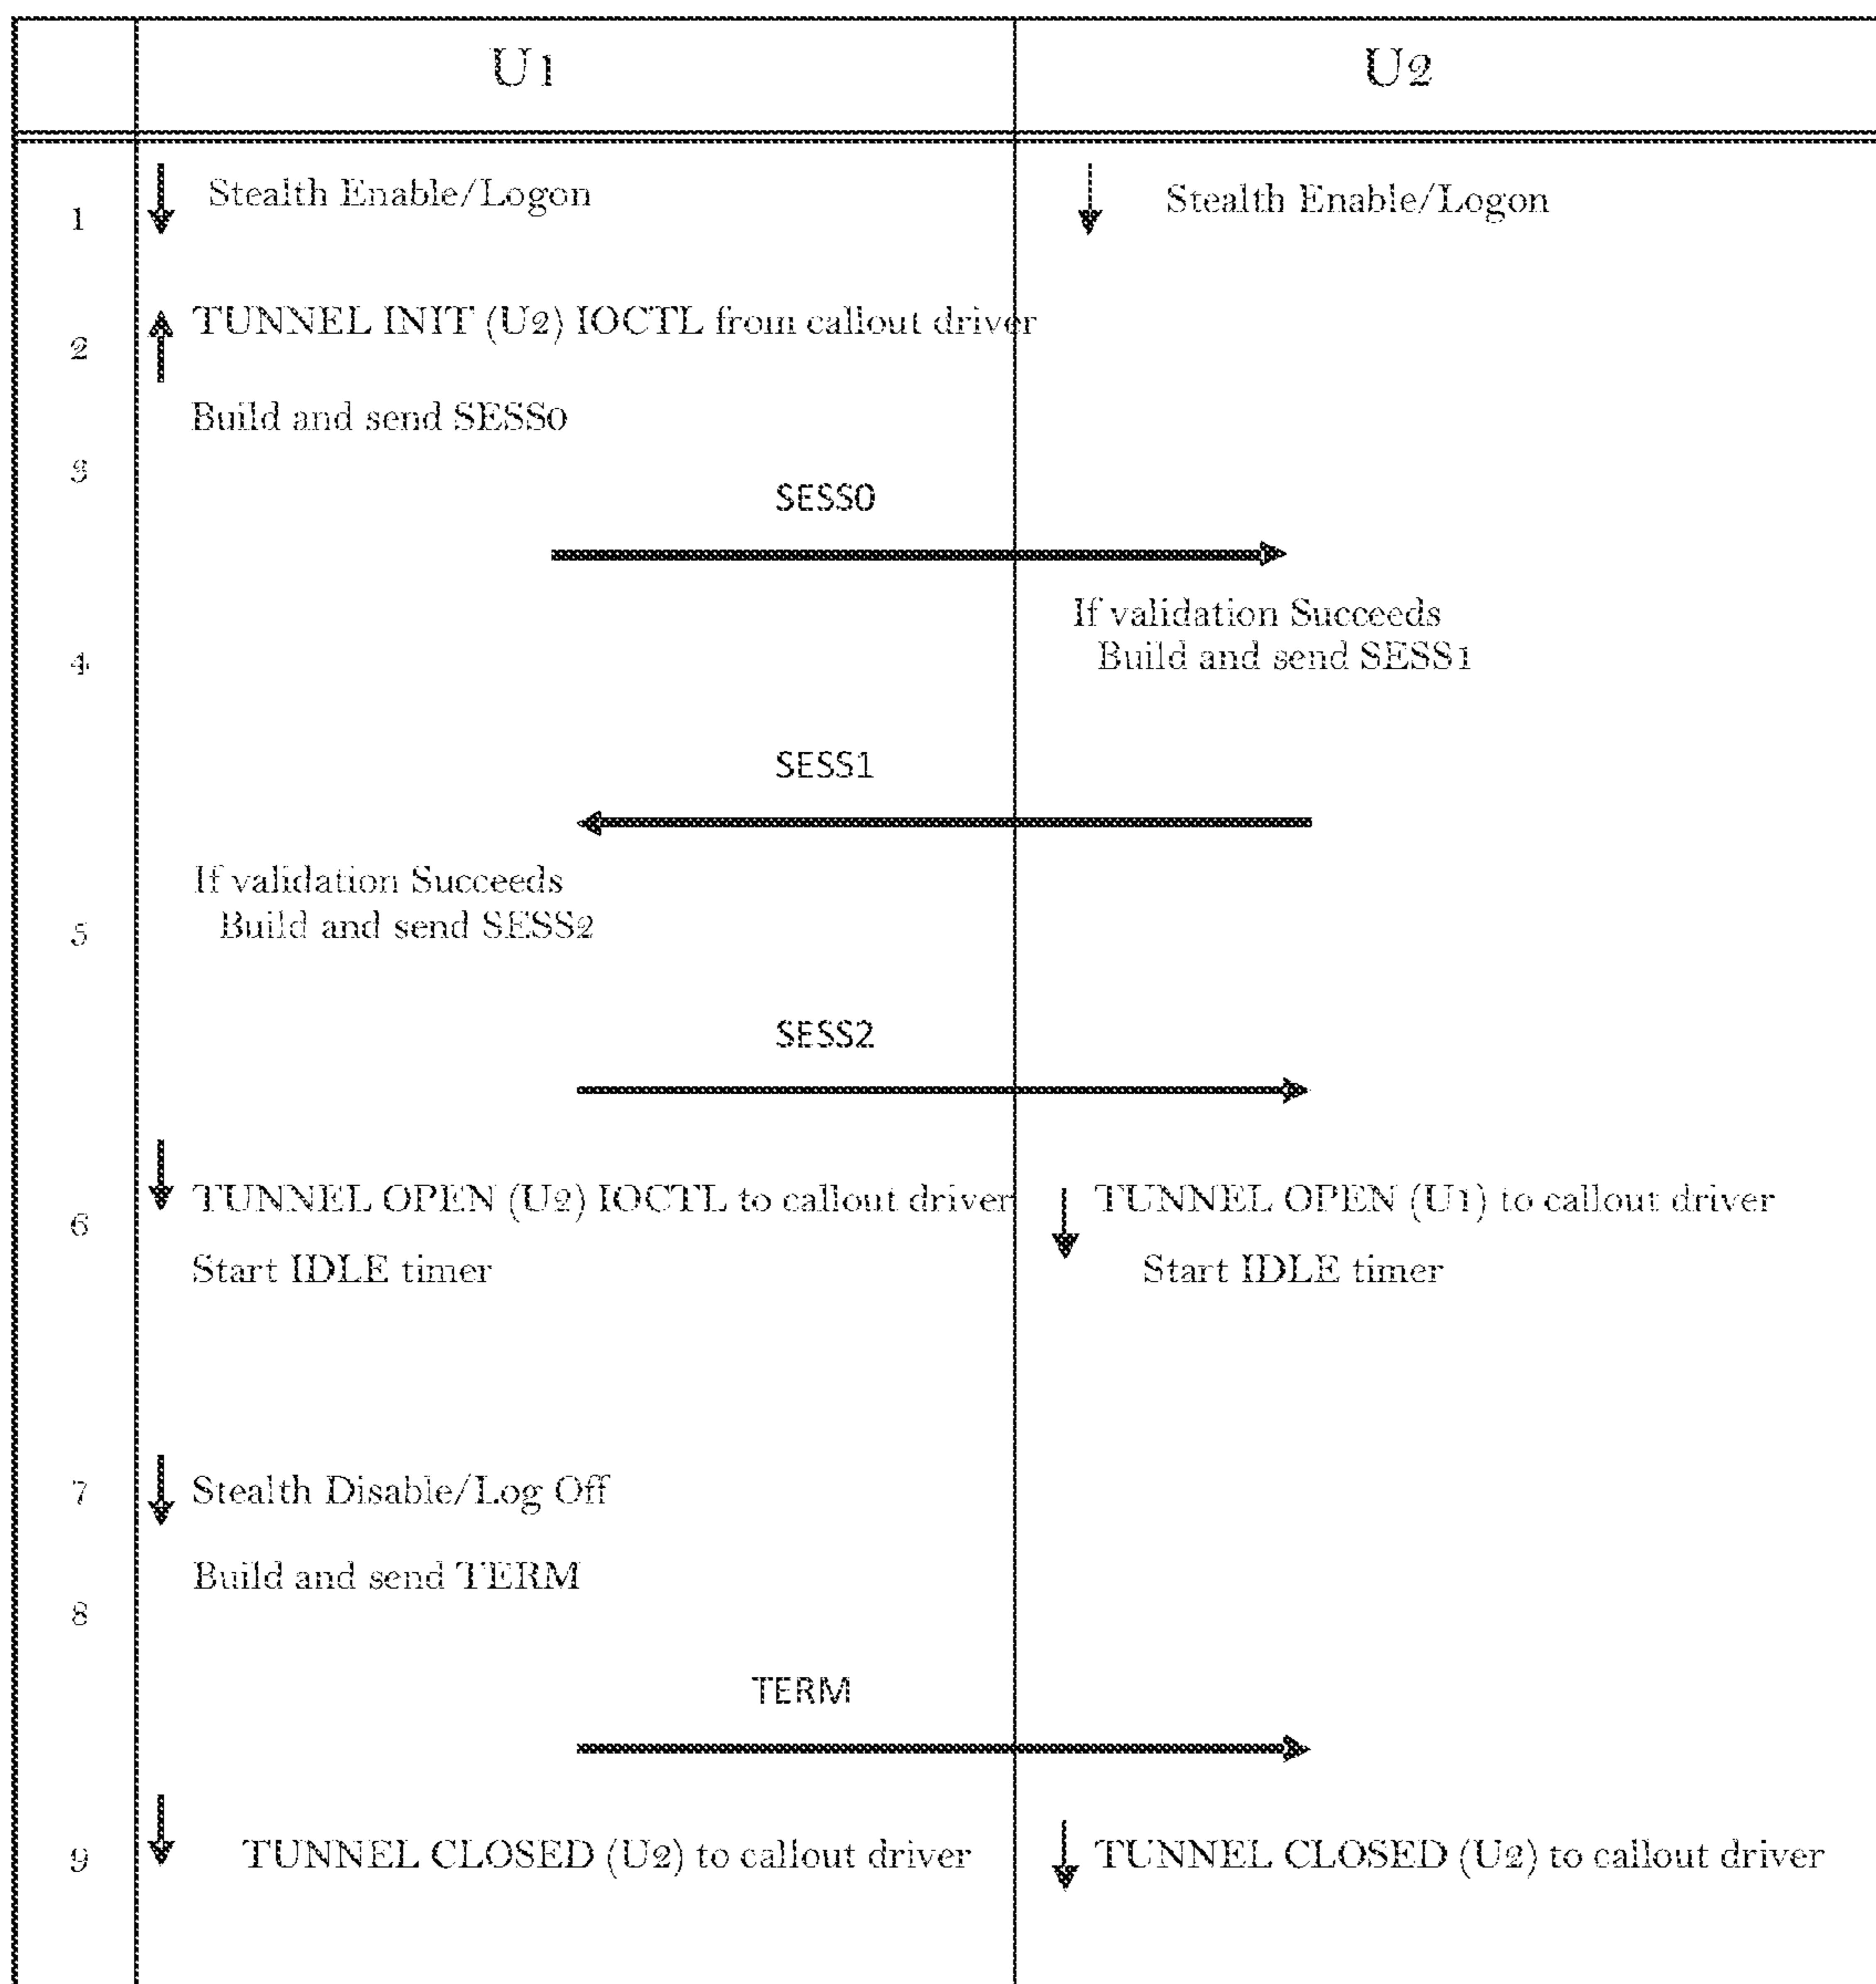 U1
U2
1
Stealth Enable/Logon
Stealth Enable/Logon
2
TUNNEL INIT (U2) IOCTL from callout driver
Build and send SESS0
3
SESS0
If validation Succeeds
4
Build and send SESS1
SESS1
If validation Succeeds
5
Build and send SESS2
SESS2
6
TUNNEL OPEN (U2) IOCTL to callout driver
TUNNEL OPEN (U1) to callout driver
Start IDLE timer
Start IDLE timer
7
Stealth Disable/Log Off
Build and send TERM
8
TERM
9
TUNNEL CLOSED (U2) to callout driver
TUNNEL CLOSED (U2) to callout driver